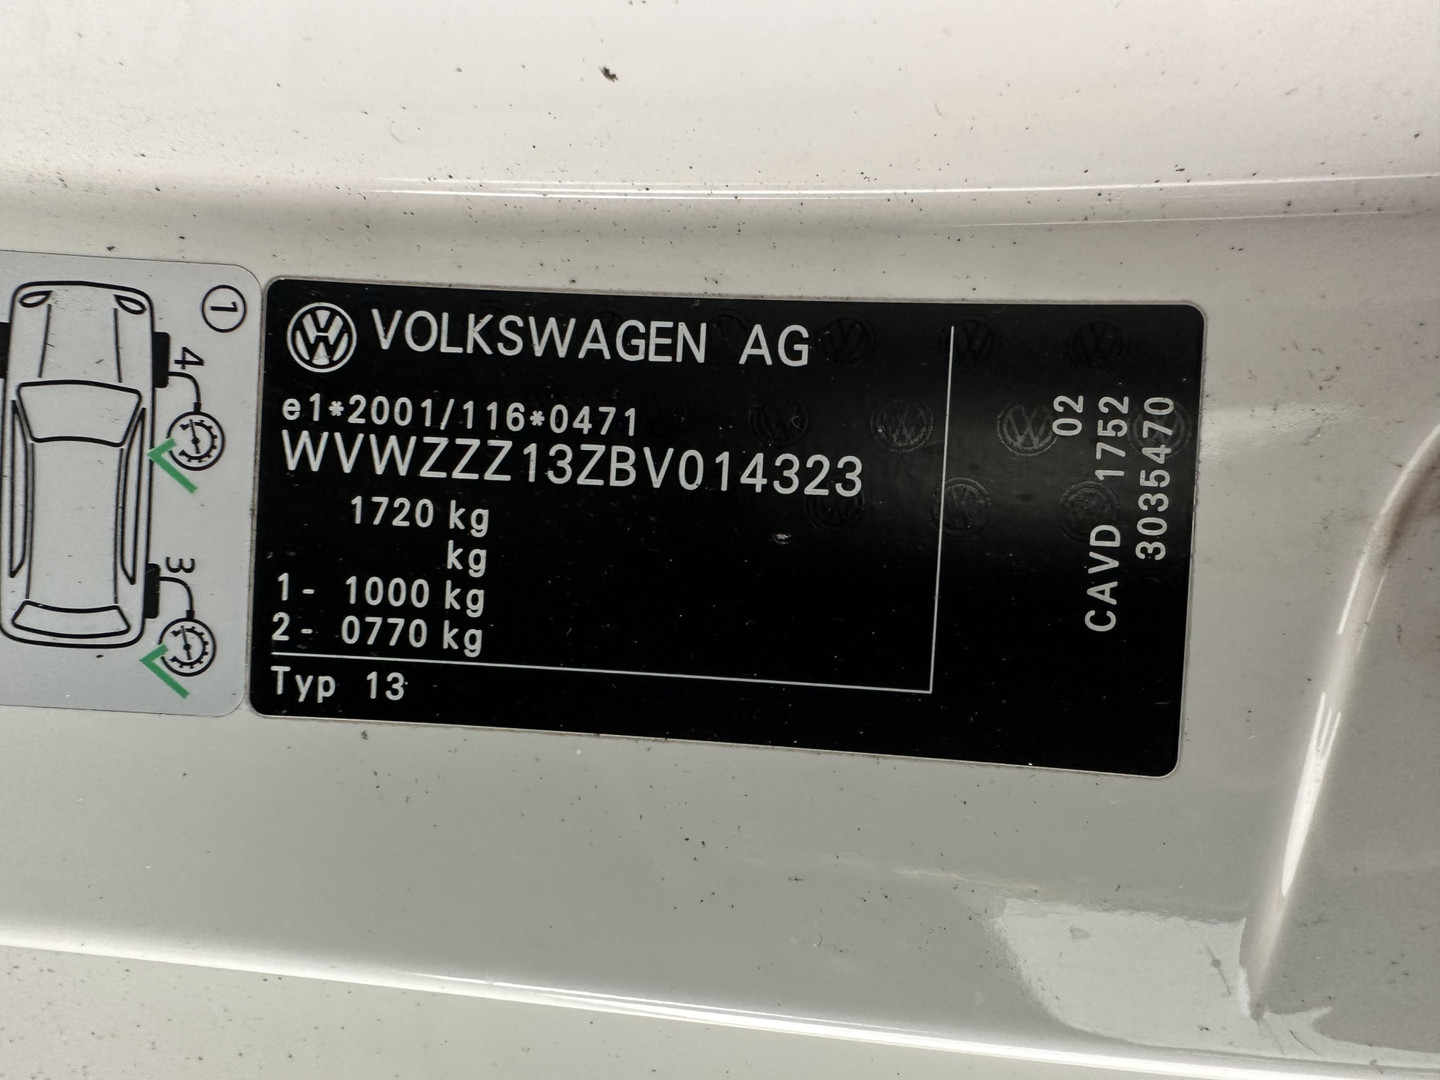 VOLKSWAGEN AG
e1*2001/116*0471
WVWZZZ13ZBV014323
1720 kg
kg
1- 1000 kg
2- 0770 kg
Typ 13
02
CAVD 1752
3035470
1
4
3